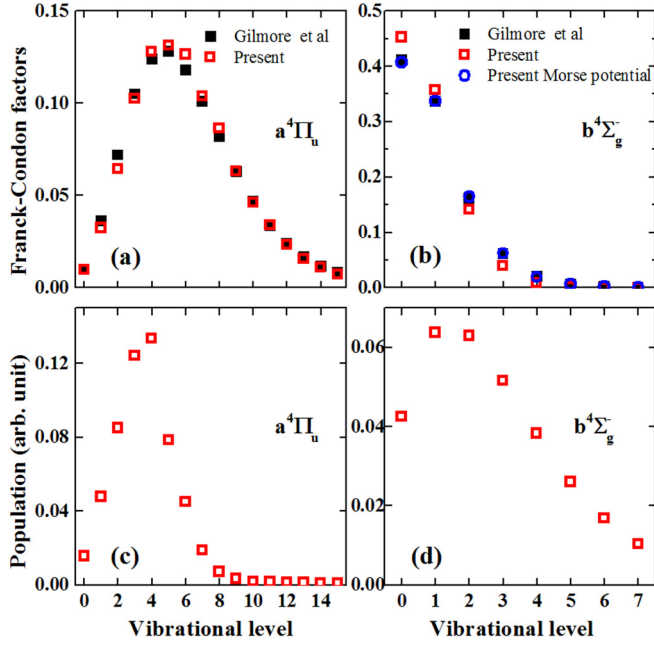 0.15
0.10
0.05
0.00
Franck-Condon factors
Gilmore et al
Present
a⁴Πᵤ
(a)
0.5
0.4
0.3
0.2
0.1
0.0
Gilmore et al
Present
Present Morse potential
b⁴Σg⁻
(b)
0.12
0.08
0.04
0.00
Population (arb. unit)
a⁴Πᵤ
(c)
0 2 4 6 8 10 12 14
Vibrational level
0.06
0.04
0.02
0.00
b⁴Σg⁻
(d)
0 1 2 3 4 5 6 7
Vibrational level